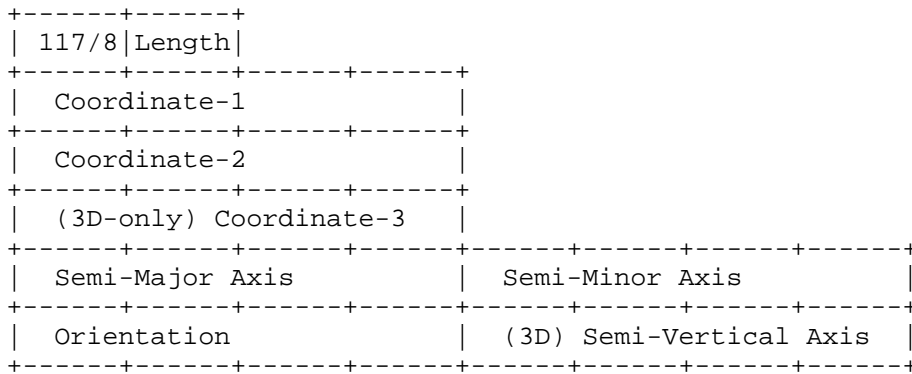 +------+------+
| 117/8|Length|
+------+------+------+------+
|  Coordinate-1             |
+------+------+------+------+
|  Coordinate-2             |
+------+------+------+------+
|  (3D-only) Coordinate-3   |
+------+------+------+------+------+------+------+------+
|  Semi-Major Axis          |  Semi-Minor Axis          |
+------+------+------+------+------+------+------+------+
|  Orientation              |  (3D) Semi-Vertical Axis  |
+------+------+------+------+------+------+------+------+